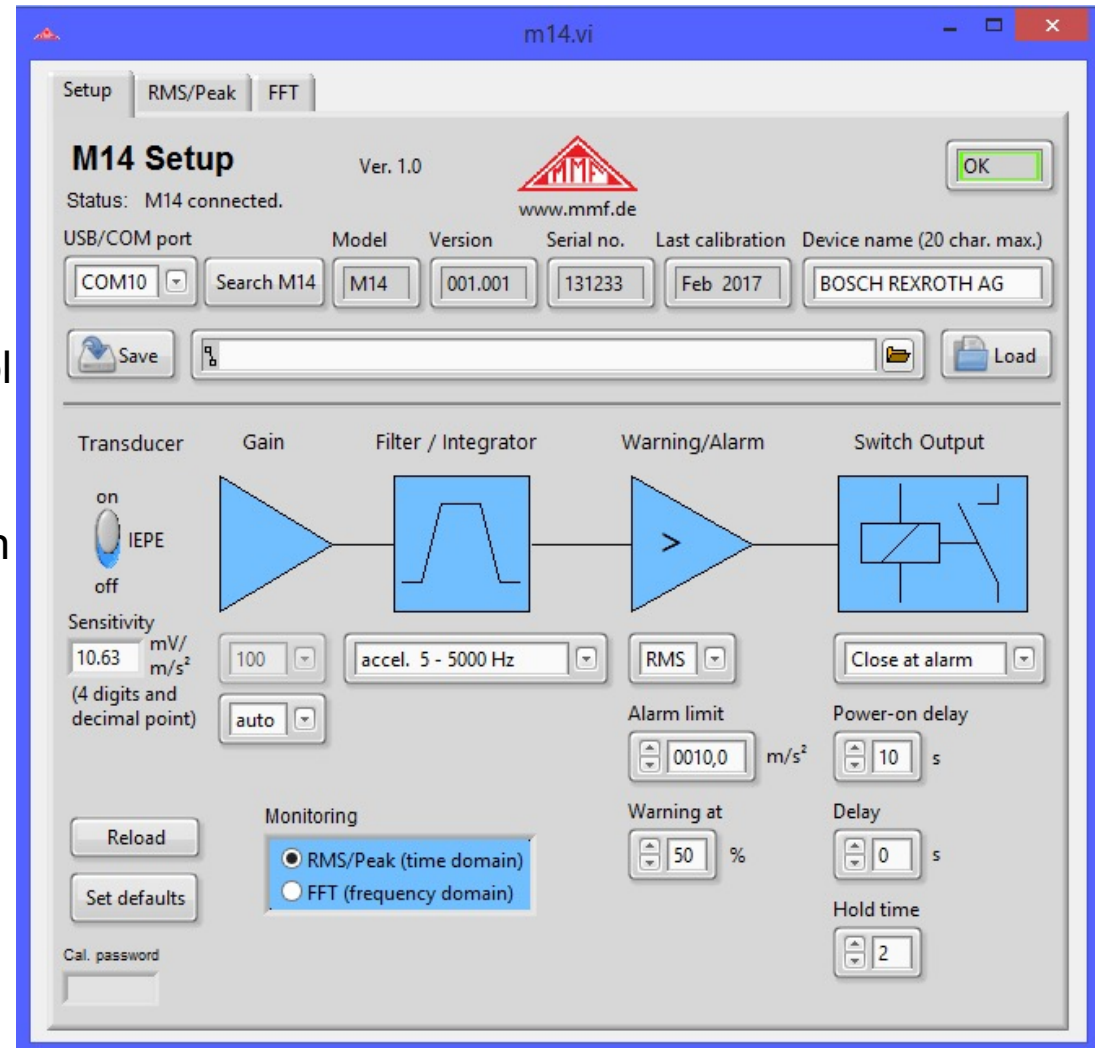 m14.vi
Setup RMS/Peak FFT
M14 Setup Ver. 1.0 MMF OK
Status: M14 connected. www.mmf.de
USB/COM port Model Version Serial no. Last calibration Device name (20 char. max.)
COM10 Search M14 M14 001.001 131233 Feb 2017 BOSCH REXROTH AG
ol
Save Load
Transducer Gain Filter / Integrator Warning/Alarm Switch Output
on
n IEPE >
off
Sensitivity
10.63 mV/ m/s² 100 accel. 5 - 5000 Hz RMS Close at alarm
(4 digits and
decimal point) auto Alarm limit Power-on delay
0010,0 m/s² 10 s
Monitoring Warning at Delay
Reload RMS/Peak (time domain) 50 % 0 s
Set defaults FFT (frequency domain)
Hold time
Cal. password 2